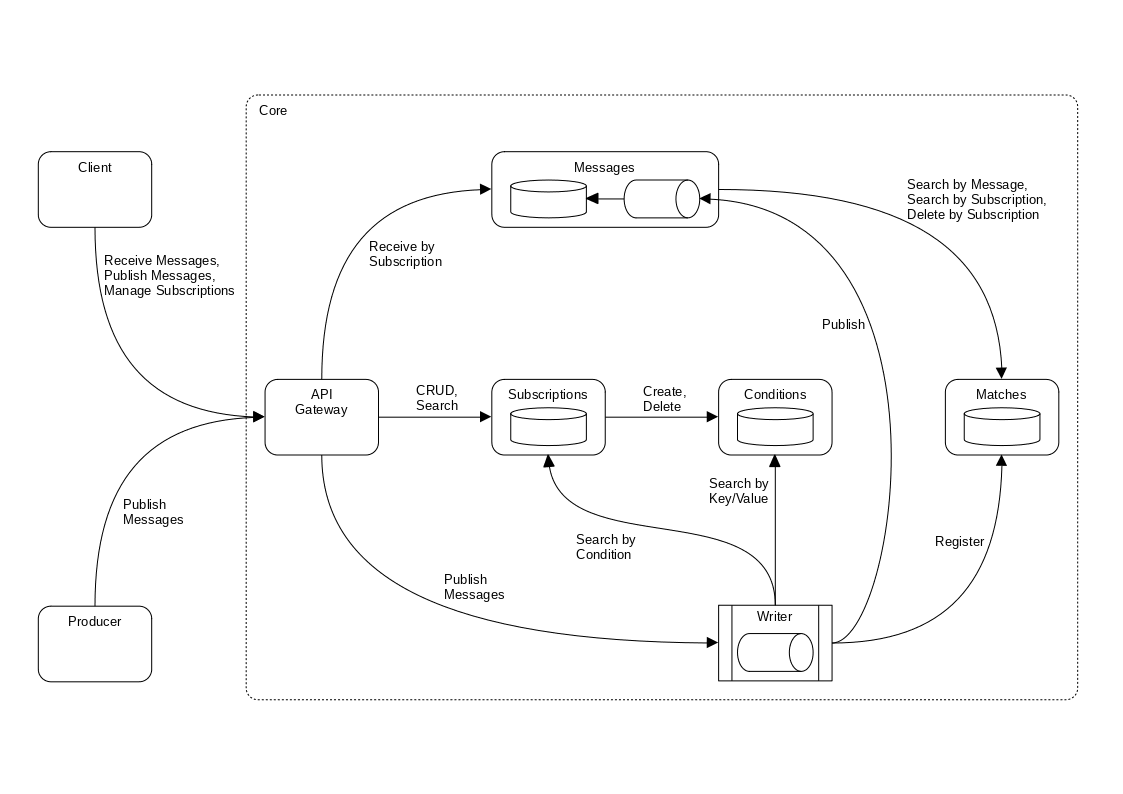 Core
Client
Messages
Search by Message,
Search by Subscription,
Delete by Subscription
Receive by
Subscription
Receive Messages,
Publish Messages,
Manage Subscriptions
Publish
API
Gateway
CRUD,
Search
Subscriptions
Create,
Delete
Conditions
Matches
Search by
Key/Value
Publish
Messages
Search by
Condition
Register
Publish
Messages
Producer
Writer